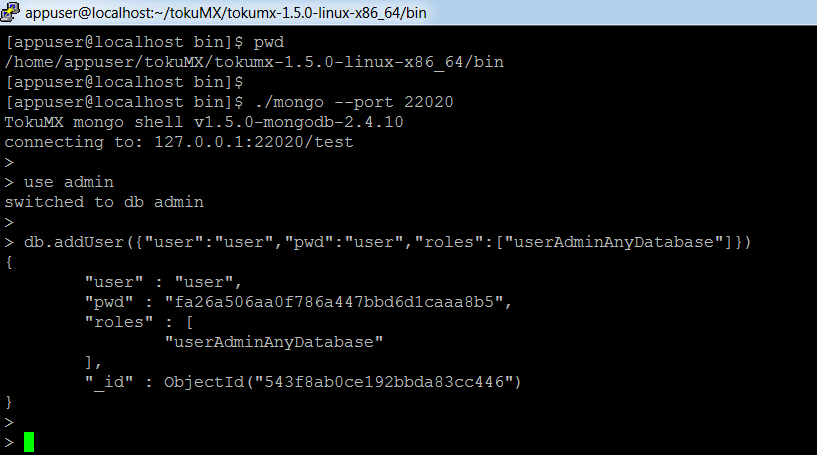 appuser@localhost:~/tokuMX/tokumx-1.5.0-linux-x86_64/bin
[appuser@localhost bin]$ pwd
/home/appuser/tokuMX/tokumx-1.5.0-linux-x86_64/bin
[appuser@localhost bin]$
[appuser@localhost bin]$ ./mongo --port 22020
TokuMX mongo shell v1.5.0-mongodb-2.4.10
connecting to: 127.0.0.1:22020/test
>
> use admin
switched to db admin
>
> db.addUser({"user":"user","pwd":"user","roles":["userAdminAnyDatabase"]})
{
        "user" : "user",
        "pwd" : "fa26a506aa0f786a447bbd6d1caaa8b5",
        "roles" : [
                "userAdminAnyDatabase"
        ],
        "_id" : ObjectId("543f8ab0ce192bbda83cc446")
}
>
>